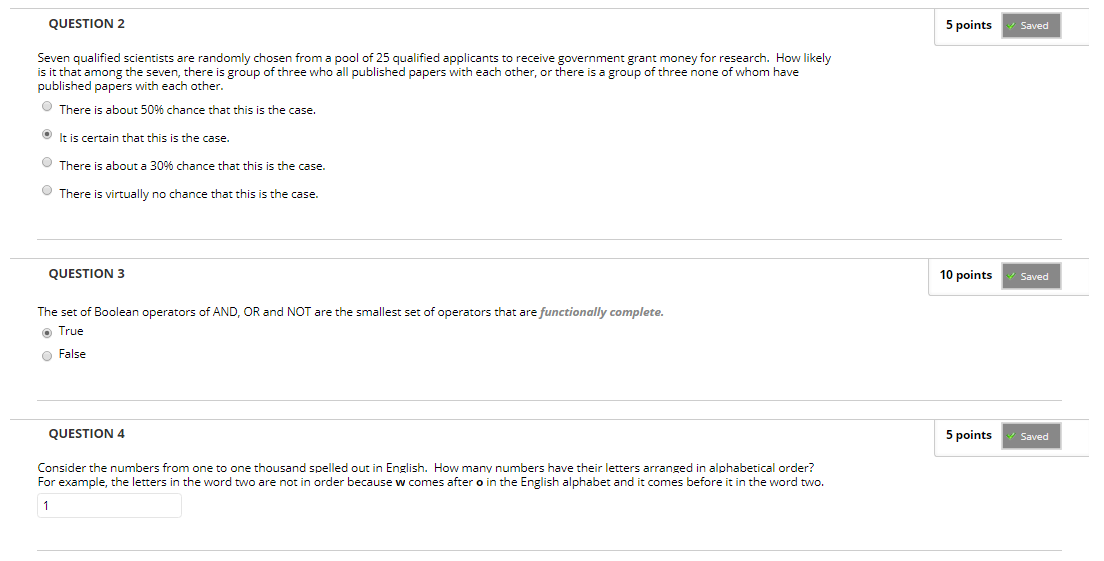 QUESTION 2
5 points
✓ Saved
Seven qualified scientists are randomly chosen from a pool of 25 qualified applicants to receive government grant money for research. How likely
is it that among the seven, there is group of three who all published papers with each other, or there is a group of three none of whom have
published papers with each other.
There is about 50% chance that this is the case.
It is certain that this is the case.
There is about a 30% chance that this is the case.
There is virtually no chance that this is the case.
QUESTION 3
10 points
✓ Saved
The set of Boolean operators of AND, OR and NOT are the smallest set of operators that are functionally complete.
True
False
QUESTION 4
5 points
✓ Saved
Consider the numbers from one to one thousand spelled out in English. How many numbers have their letters arranged in alphabetical order?
For example, the letters in the word two are not in order because w comes after o in the English alphabet and it comes before it in the word two.
1